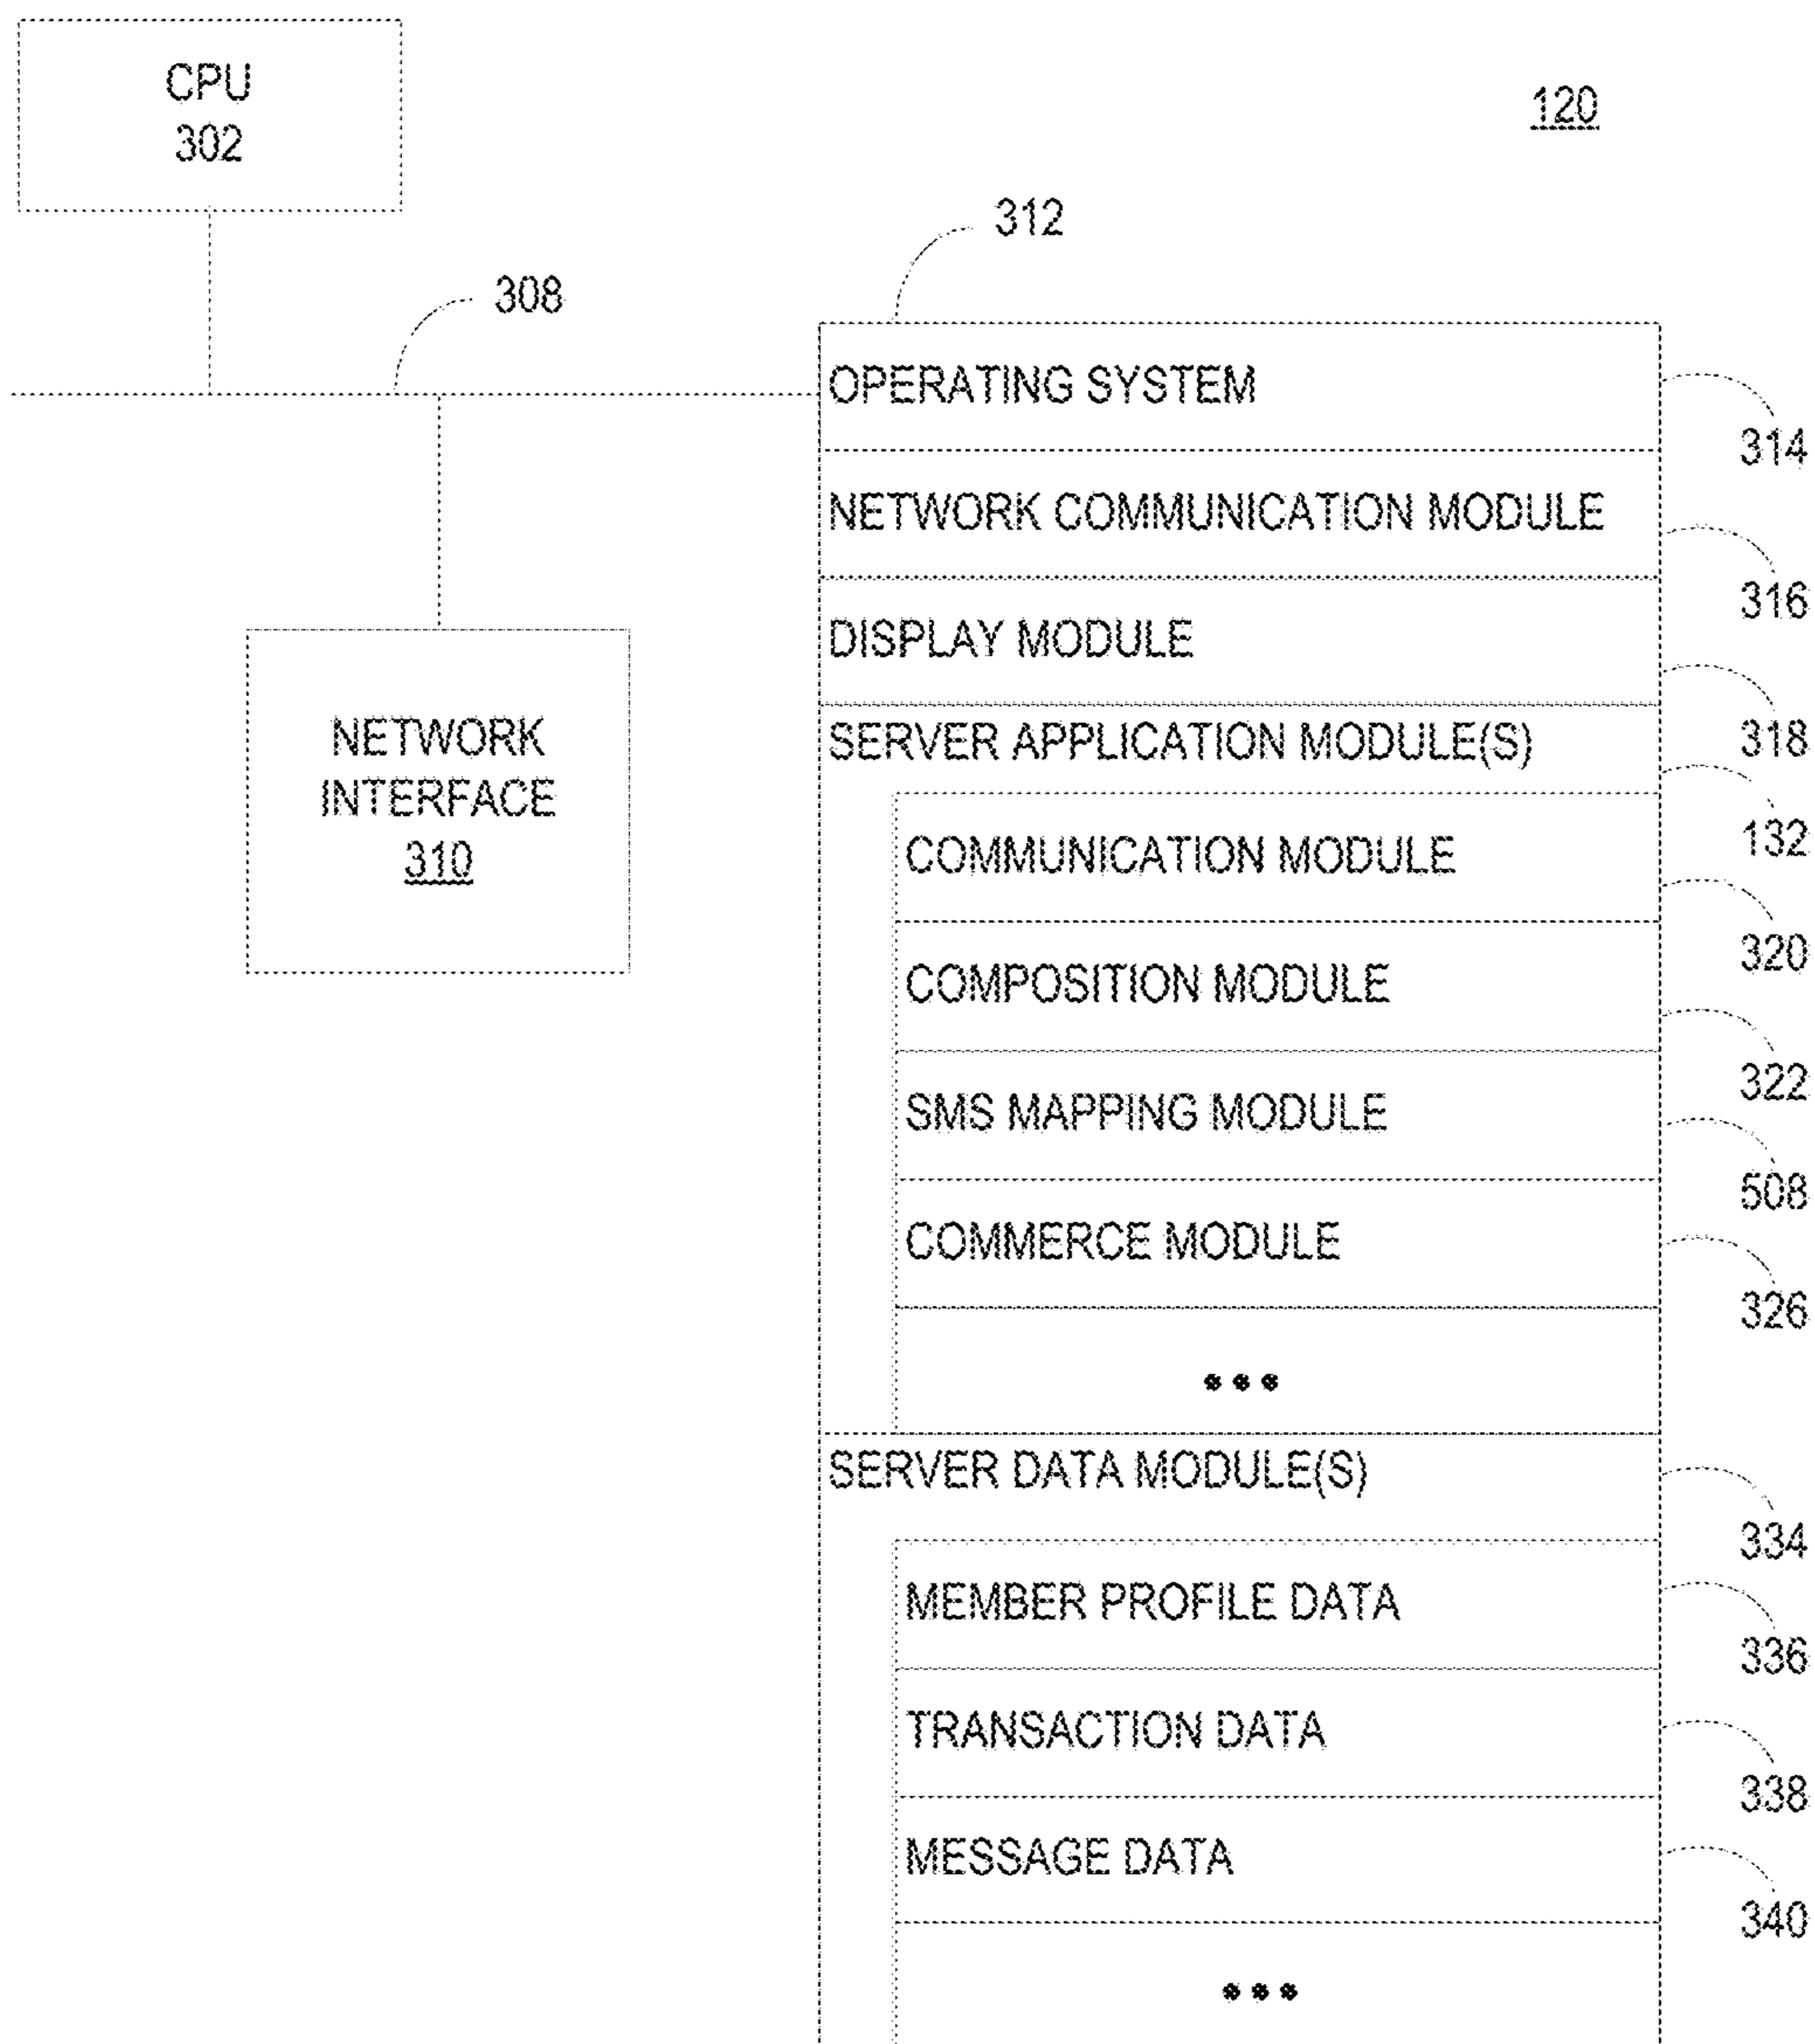 CPU
302
120
312
308
OPERATING SYSTEM
314
NETWORK COMMUNICATION MODULE
316
DISPLAY MODULE
318
NETWORK
INTERFACE
310
SERVER APPLICATION MODULE(S)
132
COMMUNICATION MODULE
320
COMPOSITION MODULE
322
SMS MAPPING MODULE
508
COMMERCE MODULE
326
•••
SERVER DATA MODULE(S)
334
MEMBER PROFILE DATA
336
TRANSACTION DATA
338
MESSAGE DATA
340
•••